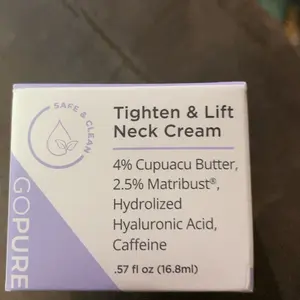 SAFE & CLEAN
GOPURE
Tighten & Lift
Neck Cream
4% Cupuacu Butter,
2.5% Matribust®,
Hydrolized
Hyaluronic Acid,
Caffeine
.57 fl oz (16.8ml)